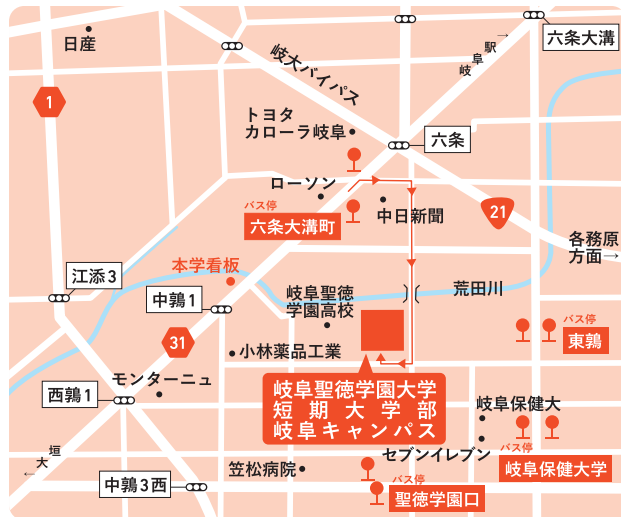 日産
岐大バイパス
岐阜駅→
六条大溝
1
トヨタ
カローラ岐阜
六条
ローソン
バス停
六条大溝町
中日新聞
21
各務原
方面→
本学看板
江添3
中鶉1
岐阜聖徳
学園高校
荒田川
31
小林薬品工業
バス停
東鶉
モンターニュ
西鶉1
岐阜聖徳学園大学
短期大学部
岐阜キャンパス
岐阜保健大
セブンイレブン
バス停
岐阜保健大学
←大垣
中鶉3西
笠松病院
バス停
聖徳学園口